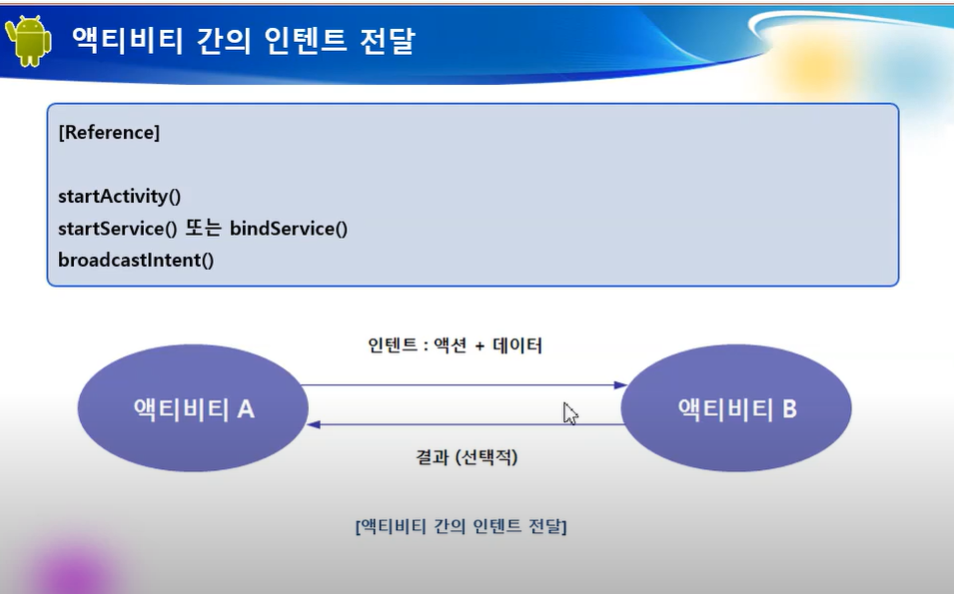 액티비티 간의 인텐트 전달
[Reference]
startActivity()
startService() 또는 bindService()
broadcastIntent()
인텐트 : 액션 + 데이터
액티비티 A
액티비티 B
결과 (선택적)
[액티비티 간의 인텐트 전달]